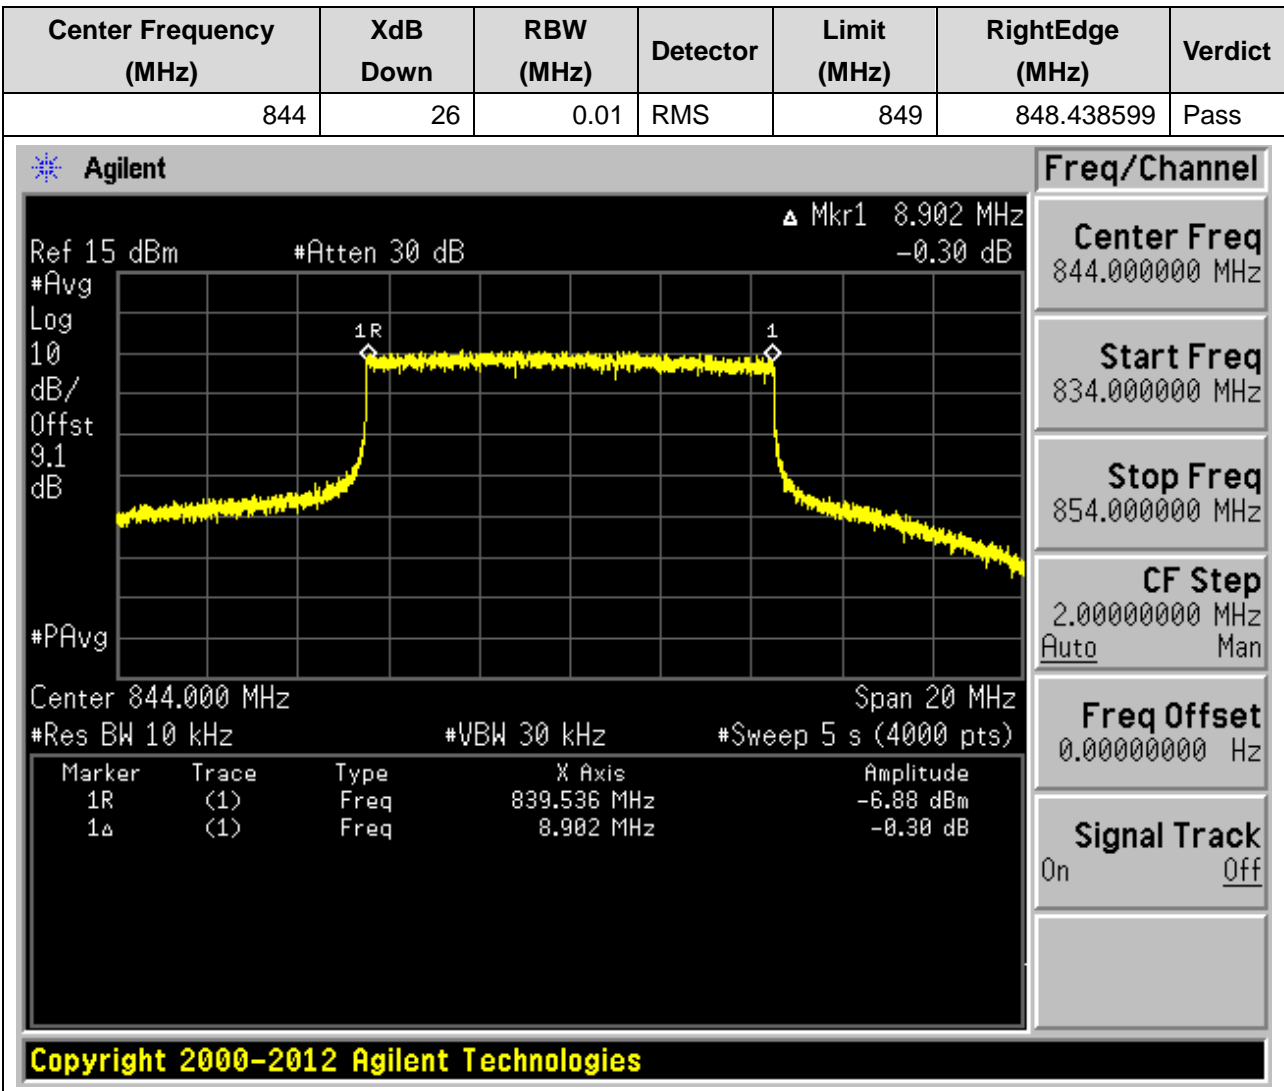 Center Frequency (MHz) XdB Down RBW (MHz) Detector Limit (MHz) RightEdge (MHz) Verdict
844 26 0.01 RMS 849 848.438599 Pass
Agilent
Freq/Channel
Δ Mkr1 8.902 MHz
Ref 15 dBm #Atten 30 dB -0.30 dB
#Avg
Log
10
dB/
Offst
9.1
dB
#PAvg
1R
1
Center 844.000 MHz Span 20 MHz
#Res BW 10 kHz #VBW 30 kHz #Sweep 5 s (4000 pts)
Marker Trace Type X Axis Amplitude
1R (1) Freq 839.536 MHz -6.88 dBm
1Δ (1) Freq 8.902 MHz -0.30 dB
Center Freq
844.000000 MHz
Start Freq
834.000000 MHz
Stop Freq
854.000000 MHz
CF Step
2.00000000 MHz
Auto Man
Freq Offset
0.00000000 Hz
Signal Track
On Off
Copyright 2000-2012 Agilent Technologies